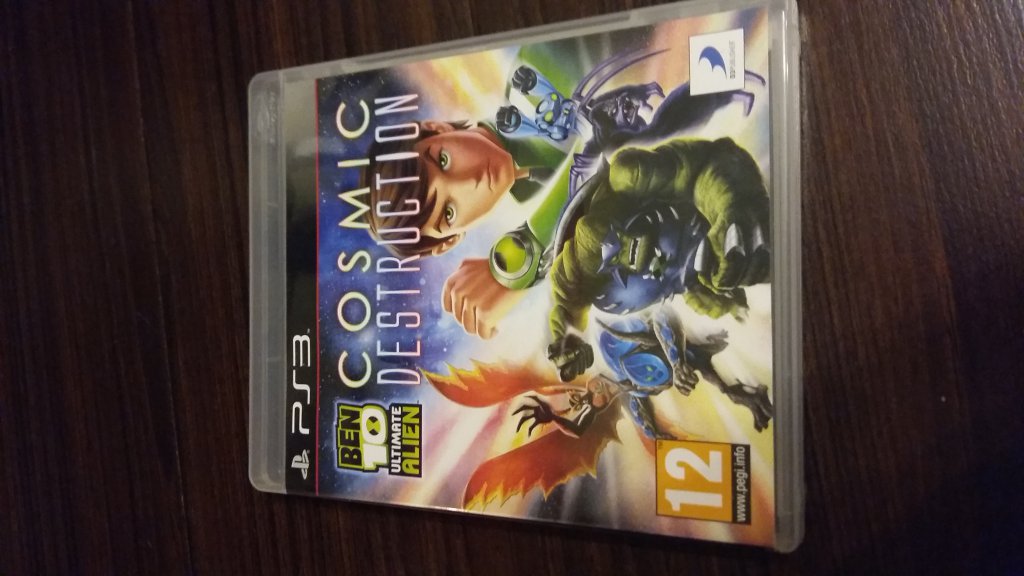 PS3
BEN
10
ULTIMATE
ALIEN
COSMIC
DESTRUCTION
12
www.pegi.info